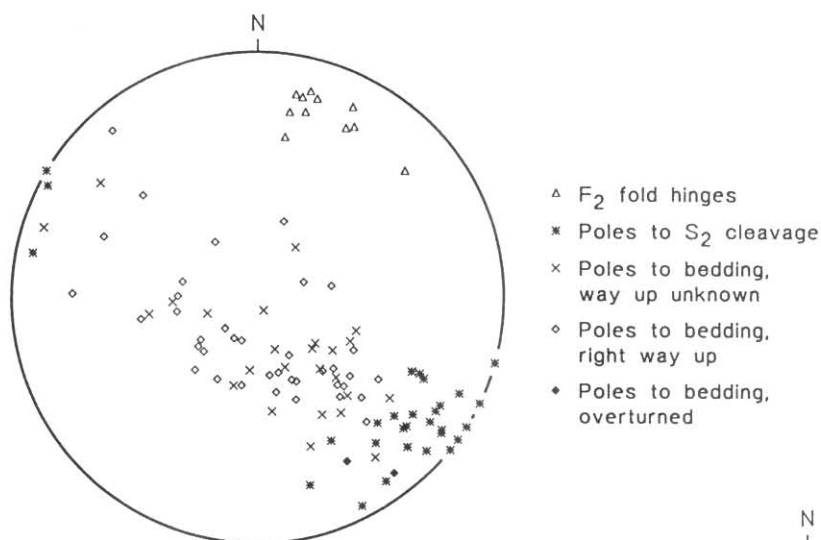 N
△ F₂ fold hinges
✱ Poles to S₂ cleavage
× Poles to bedding,
way up unknown
◇ Poles to bedding,
right way up
◆ Poles to bedding,
overturned
N